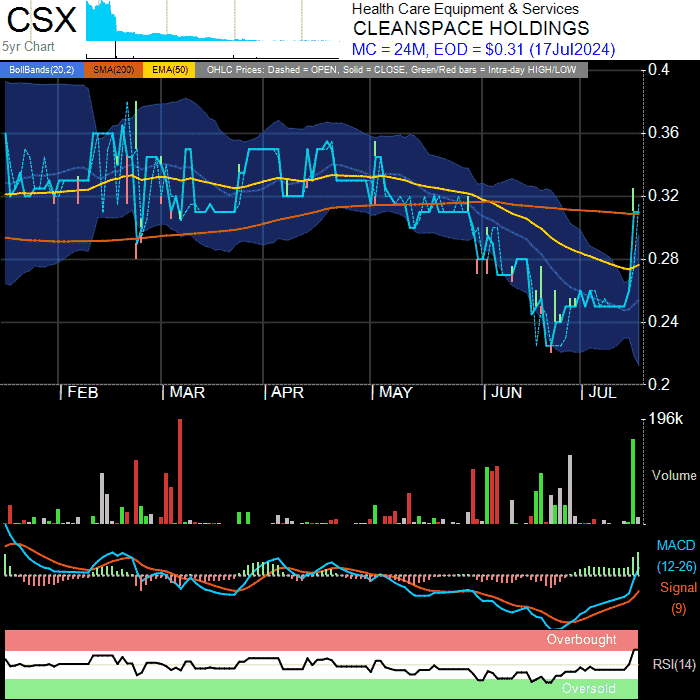 CSX
5yr Chart
Health Care Equipment & Services
CLEANSPACE HOLDINGS
MC = 24M, EOD = $0.31 (17Jul2024)
BollBands(20,2) SMA(200) EMA(50) OHLC Prices: Dashed = OPEN, Solid = CLOSE, Green/Red bars = Intra-day HIGH/LOW
0.4
0.36
0.32
0.28
0.24
0.2
FEB MAR APR MAY JUN JUL
196k
Volume
MACD
(12-26)
Signal
(9)
Overbought
RSI(14)
Oversold